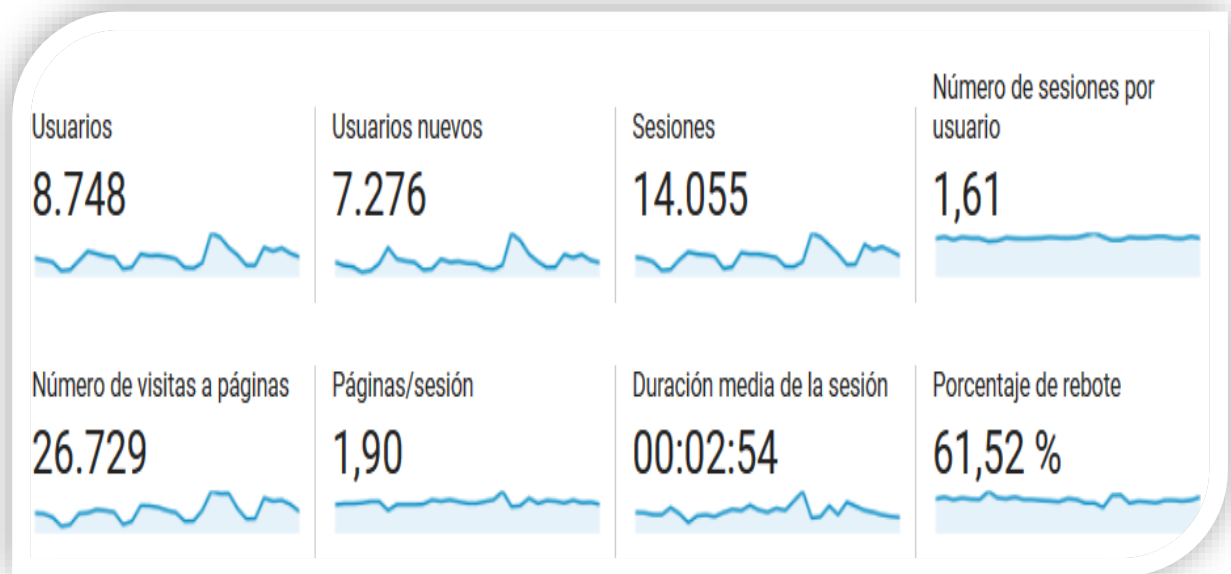 Usuarios
8.748
Usuarios nuevos
7.276
Sesiones
14.055
Número de sesiones por
usuario
1,61
Número de visitas a páginas
26.729
Páginas/sesión
1,90
Duración media de la sesión
00:02:54
Porcentaje de rebote
61,52 %